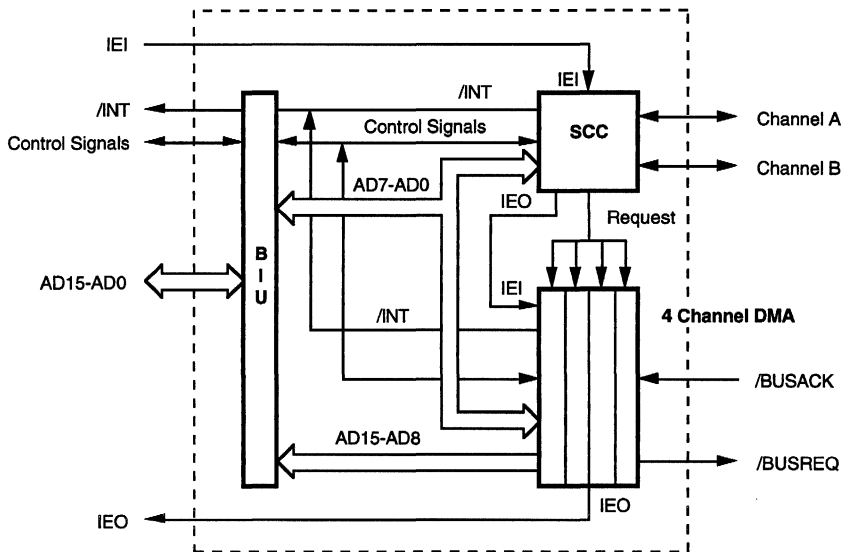 IEI
IEI
/INT
/INT
Control Signals
Control Signals
SCC
Channel A
Channel B
AD7-AD0
IEO
Request
B
I
U
AD15-AD0
IEI
/INT
4 Channel DMA
/BUSACK
AD15-AD8
/BUSREQ
IEO
IEO